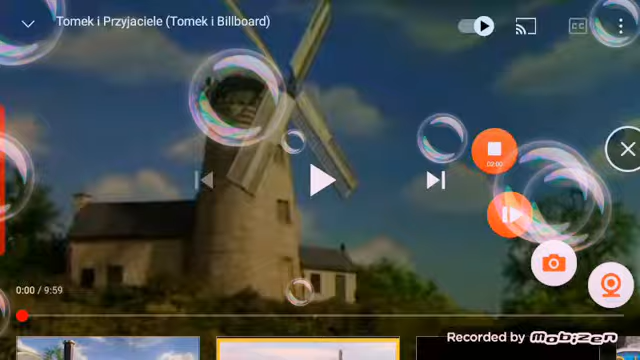 Tomek i Przyjaciele (Tomek i Billboard)
CC
02:00
0:00 / 9:59
Recorded by Mobizen